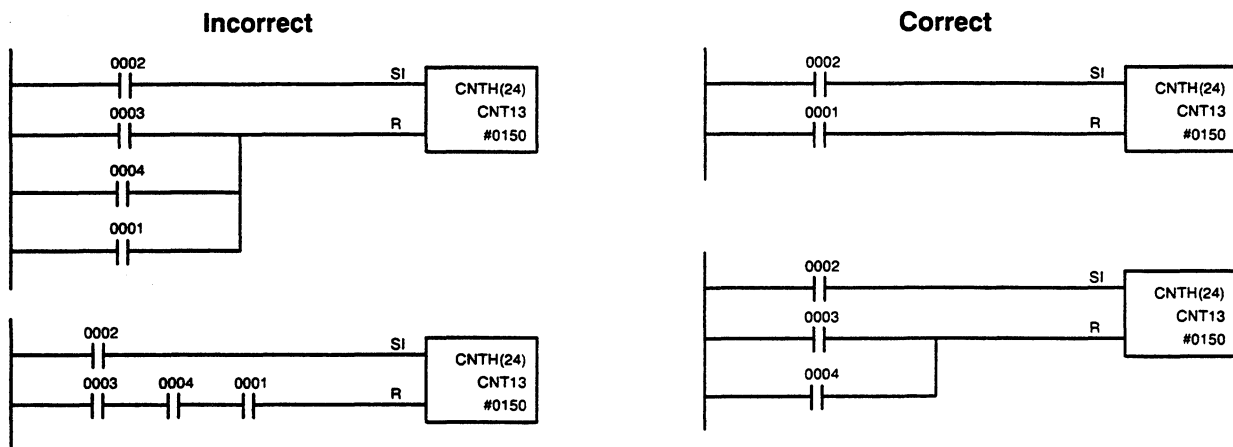 Incorrect
0002
SI
CNTH(24)
CNT13
#0150
0003
R
0004
0001
0002
SI
CNTH(24)
CNT13
#0150
0003 0004 0001
R
Correct
0002
SI
CNTH(24)
CNT13
#0150
0001
R
0002
SI
CNTH(24)
CNT13
#0150
0003
R
0004